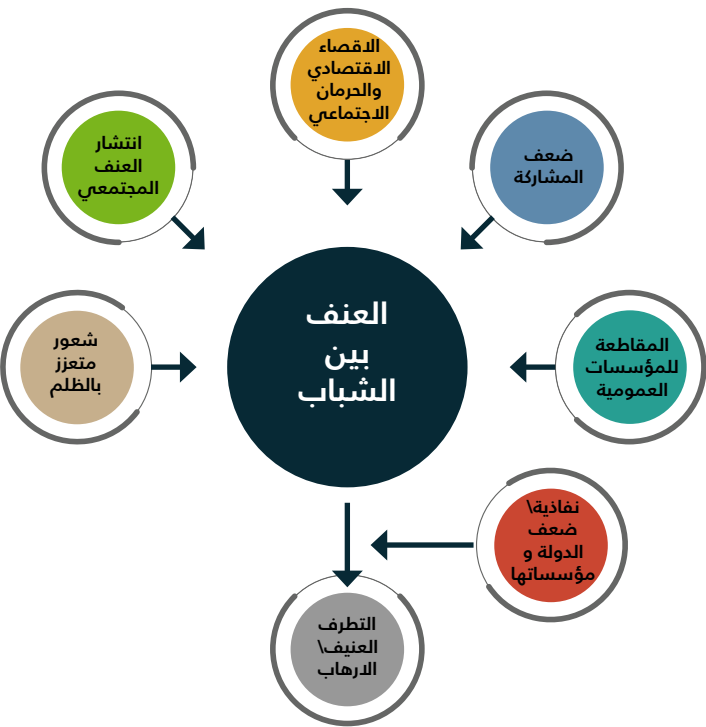 الاقصاء
الاقتصادي
والحرمان
الاجتماعي
ضعف
المشاركة
انتشار
العنف
المجتمعي
العنف
بين
الشباب
المقاطعة
للمؤسسات
العمومية
شعور
متعزز
بالظلم
نفاذية\
ضعف
الدولة و
مؤسساتها
التطرف
العنيف\
الارهاب